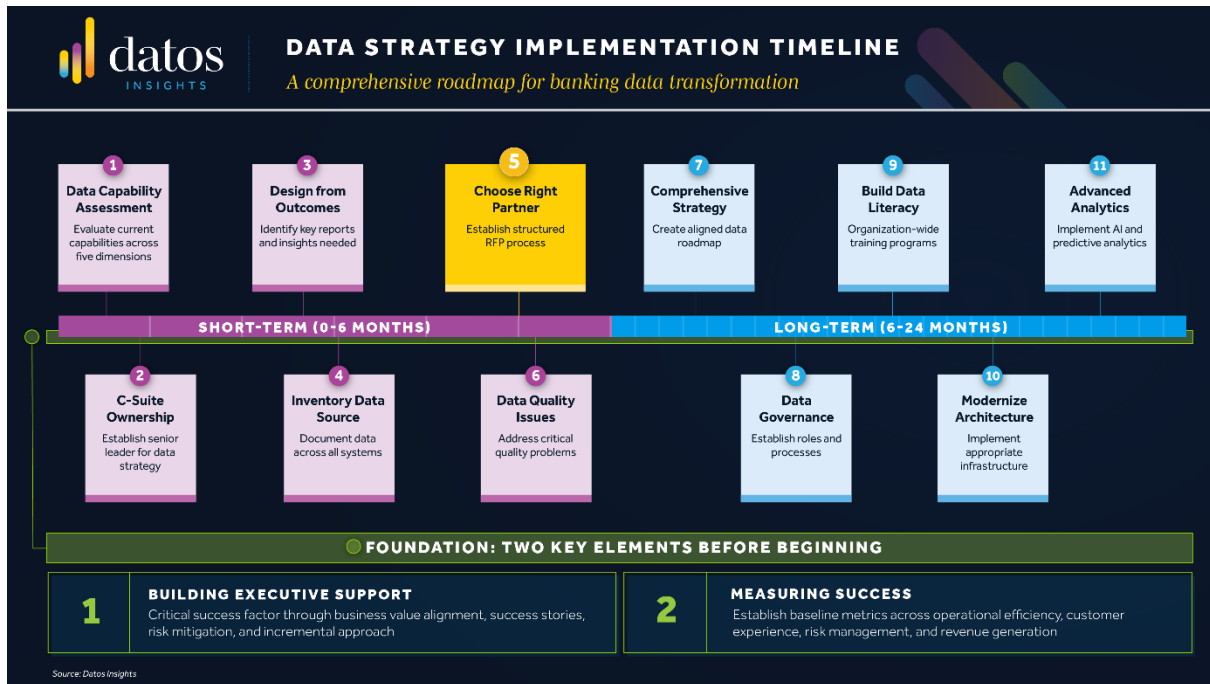 datos
INSIGHTS
DATA STRATEGY IMPLEMENTATION TIMELINE
A comprehensive roadmap for banking data transformation
1
Data Capability
Assessment
Evaluate current
capabilities across
five dimensions
3
Design from
Outcomes
Identify key reports
and insights needed
5
Choose Right
Partner
Establish structured
RFP process
7
Comprehensive
Strategy
Create aligned data
roadmap
9
Build Data
Literacy
Organization-wide
training programs
11
Advanced
Analytics
Implement AI and
predictive analytics
SHORT-TERM (0-6 MONTHS)
LONG-TERM (6-24 MONTHS)
2
C-Suite
Ownership
Establish senior
leader for data
strategy
4
Inventory Data
Source
Document data
across all systems
6
Data Quality
Issues
Address critical
quality problems
8
Data
Governance
Establish roles and
processes
10
Modernize
Architecture
Implement
appropriate
infrastructure
FOUNDATION: TWO KEY ELEMENTS BEFORE BEGINNING
1
BUILDING EXECUTIVE SUPPORT
Critical success factor through business value alignment, success stories,
risk mitigation, and incremental approach
2
MEASURING SUCCESS
Establish baseline metrics across operational efficiency, customer
experience, risk management, and revenue generation
Source: Datos Insights